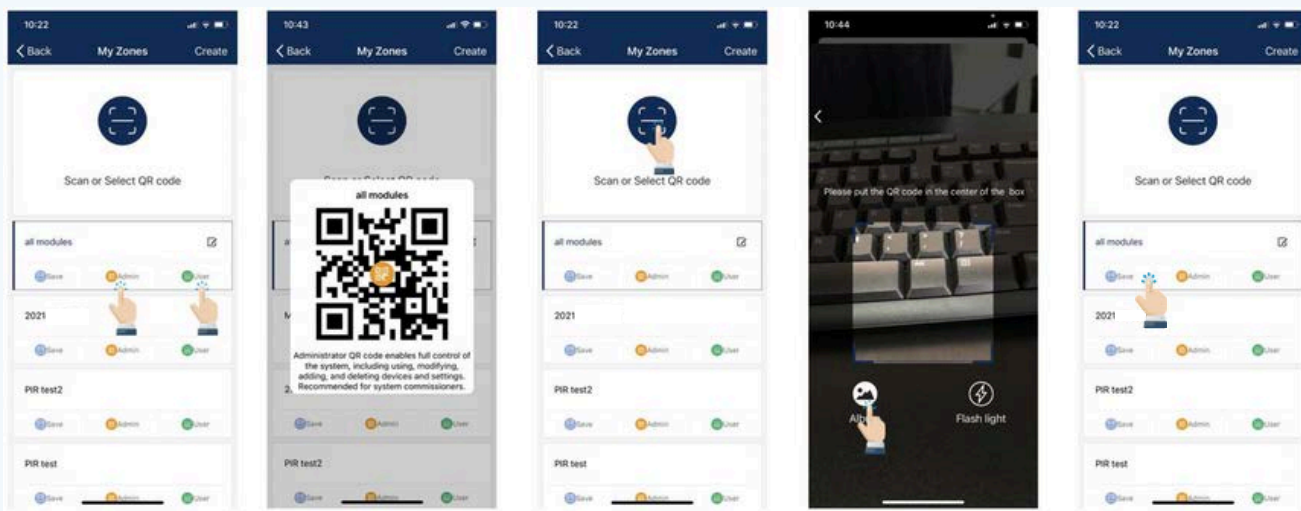 10:22
Back My Zones Create
Scan or Select QR code
all modules
Save Admin User
2021
Save Admin User
PIR test2
Save Admin User
PIR test
Save Admin User
10:43
Back My Zones Create
all modules
Administrator QR code enables full control of
the system, including using, modifying,
adding, and deleting devices and settings.
Recommended for system commissioners.
Save Admin User
PIR test2
Save Admin User
10:22
Back My Zones Create
Scan or Select QR code
all modules
Save Admin User
2021
Save Admin User
PIR test2
Save Admin User
PIR test
Save Admin User
10:44
Please put the QR code in the center of the box
Flash light
10:22
Back My Zones Create
Scan or Select QR code
all modules
Save Admin User
2021
Save Admin User
PIR test2
Save Admin User
PIR test
Save Admin User